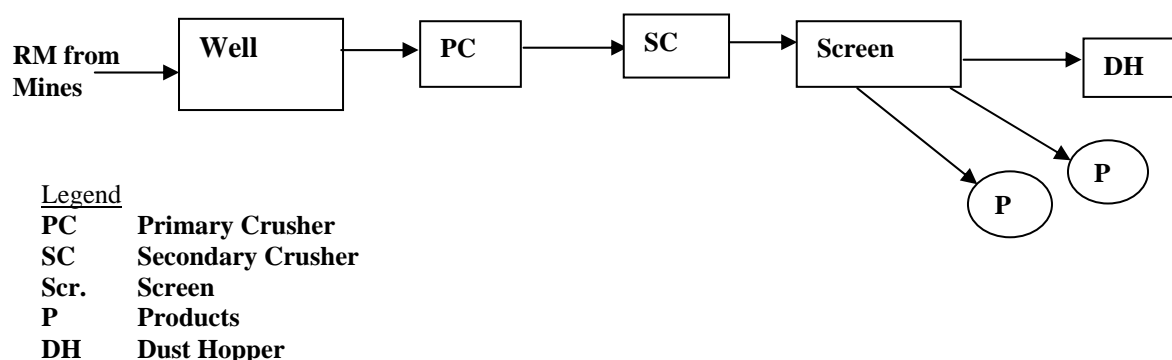 RM from
Mines
Well
PC
SC
Screen
DH
P
P
Legend
PC Primary Crusher
SC Secondary Crusher
Scr. Screen
P Products
DH Dust Hopper